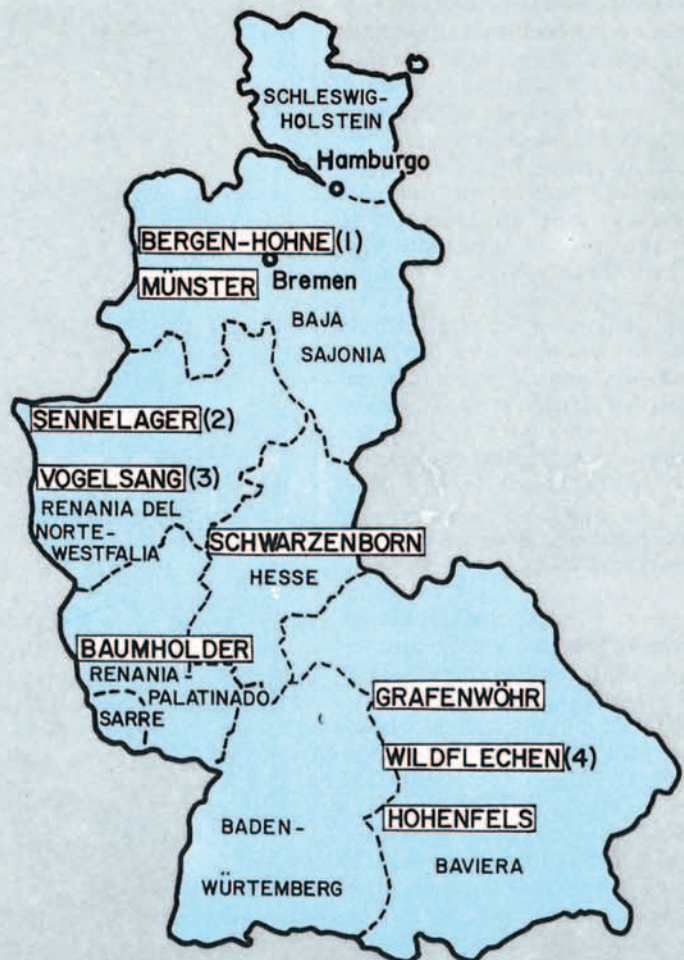 SCHLESWIG-
HOLSTEIN
Hamburgo
BERGEN-HOHNE (1)
MÜNSTER
Bremen
BAJA
SAJONIA
SENNELAGER (2)
VOGELSANG (3)
RENANIA DEL
NORTE-
WESTFALIA
SCHWARZENBORN
HESSE
BAUMHOLDER
RENANIA-
PALATINADO
SARRE
GRAFENWÖHR
WILDFLECHEN (4)
HOHENFELS
BADEN-
WÜRTEMBERG
BAVIERA